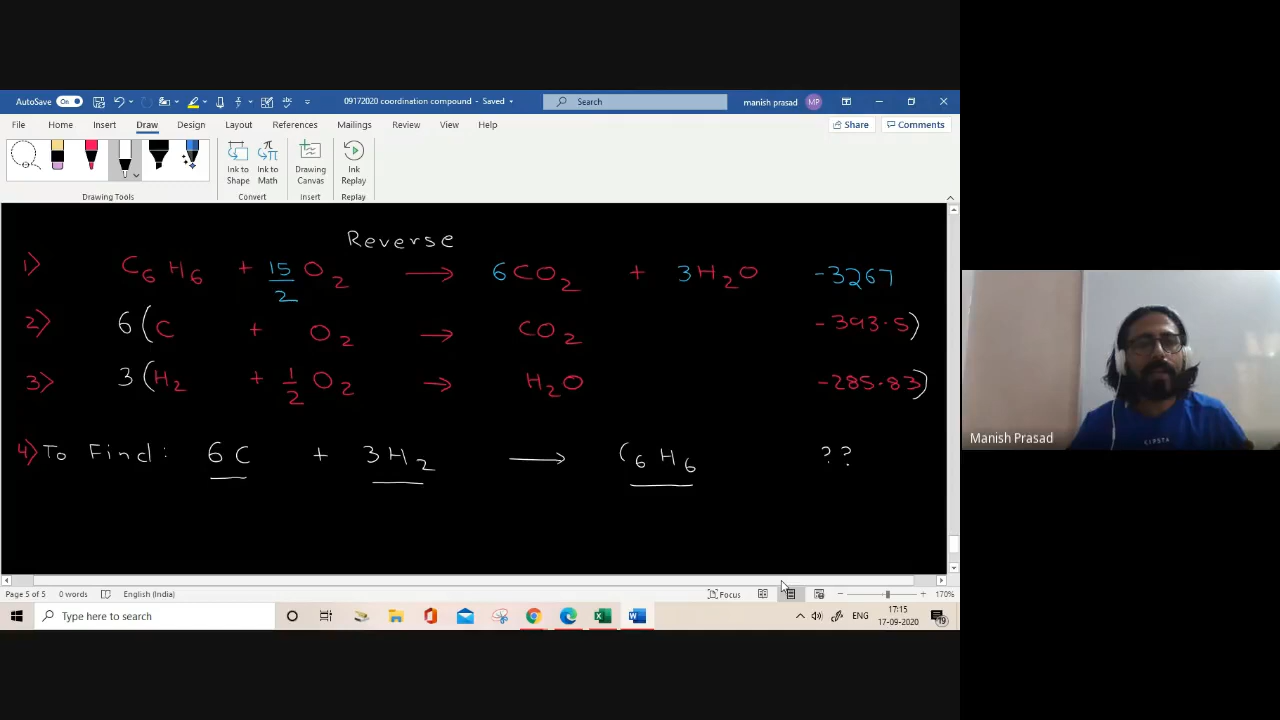 AutoSave On 09172020 coordination compound - Saved Search manish prasad MP
File Home Insert Draw Design Layout References Mailings Review View Help Share Comments
Ink to Shape Ink to Math Drawing Canvas Ink Replay
Drawing Tools Convert Insert Replay
Reverse
1) C6H6 + 15/2 O2 → 6CO2 + 3H2O -3267
2) 6(C + O2 → CO2 -393.5)
3) 3(H2 + 1/2 O2 → H2O -285.83)
4) To Find: 6C + 3H2 → C6H6 ??
CIPSTA
Manish Prasad
Page 5 of 5 0 words English (India) Focus 170%
Type here to search ENG 17:15
17-09-2020 19